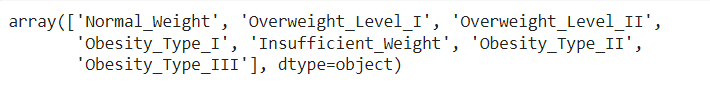 array(['Normal_Weight', 'Overweight_Level_I', 'Overweight_Level_II',
'Obesity_Type_I', 'Insufficient_Weight', 'Obesity_Type_II',
'Obesity_Type_III'], dtype=object)